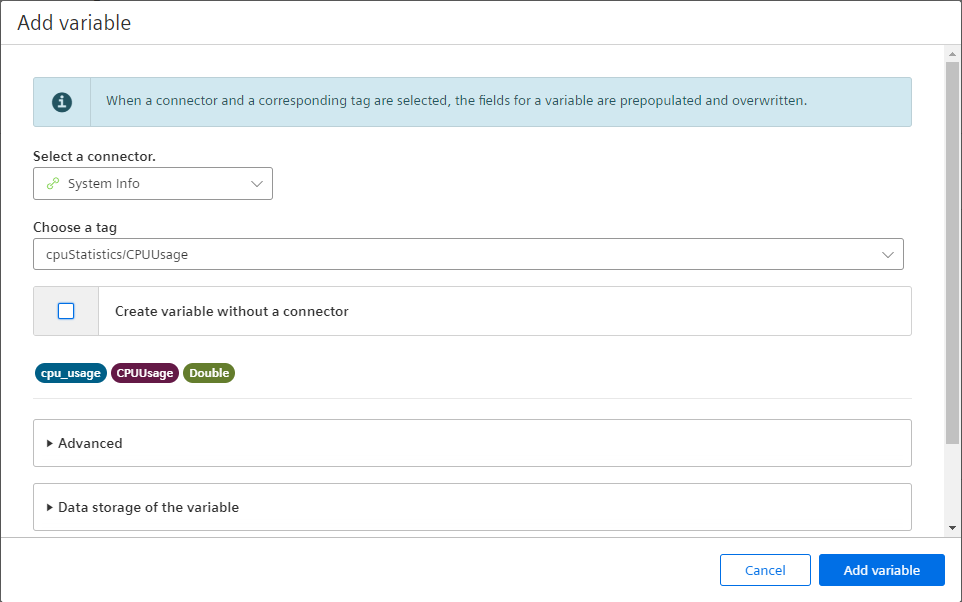 Add variable
When a connector and a corresponding tag are selected, the fields for a variable are prepopulated and overwritten.
Select a connector.
System Info
Choose a tag
cpuStatistics/CPUUsage
Create variable without a connector
cpu_usage CPUUsage Double
Advanced
Data storage of the variable
Cancel Add variable